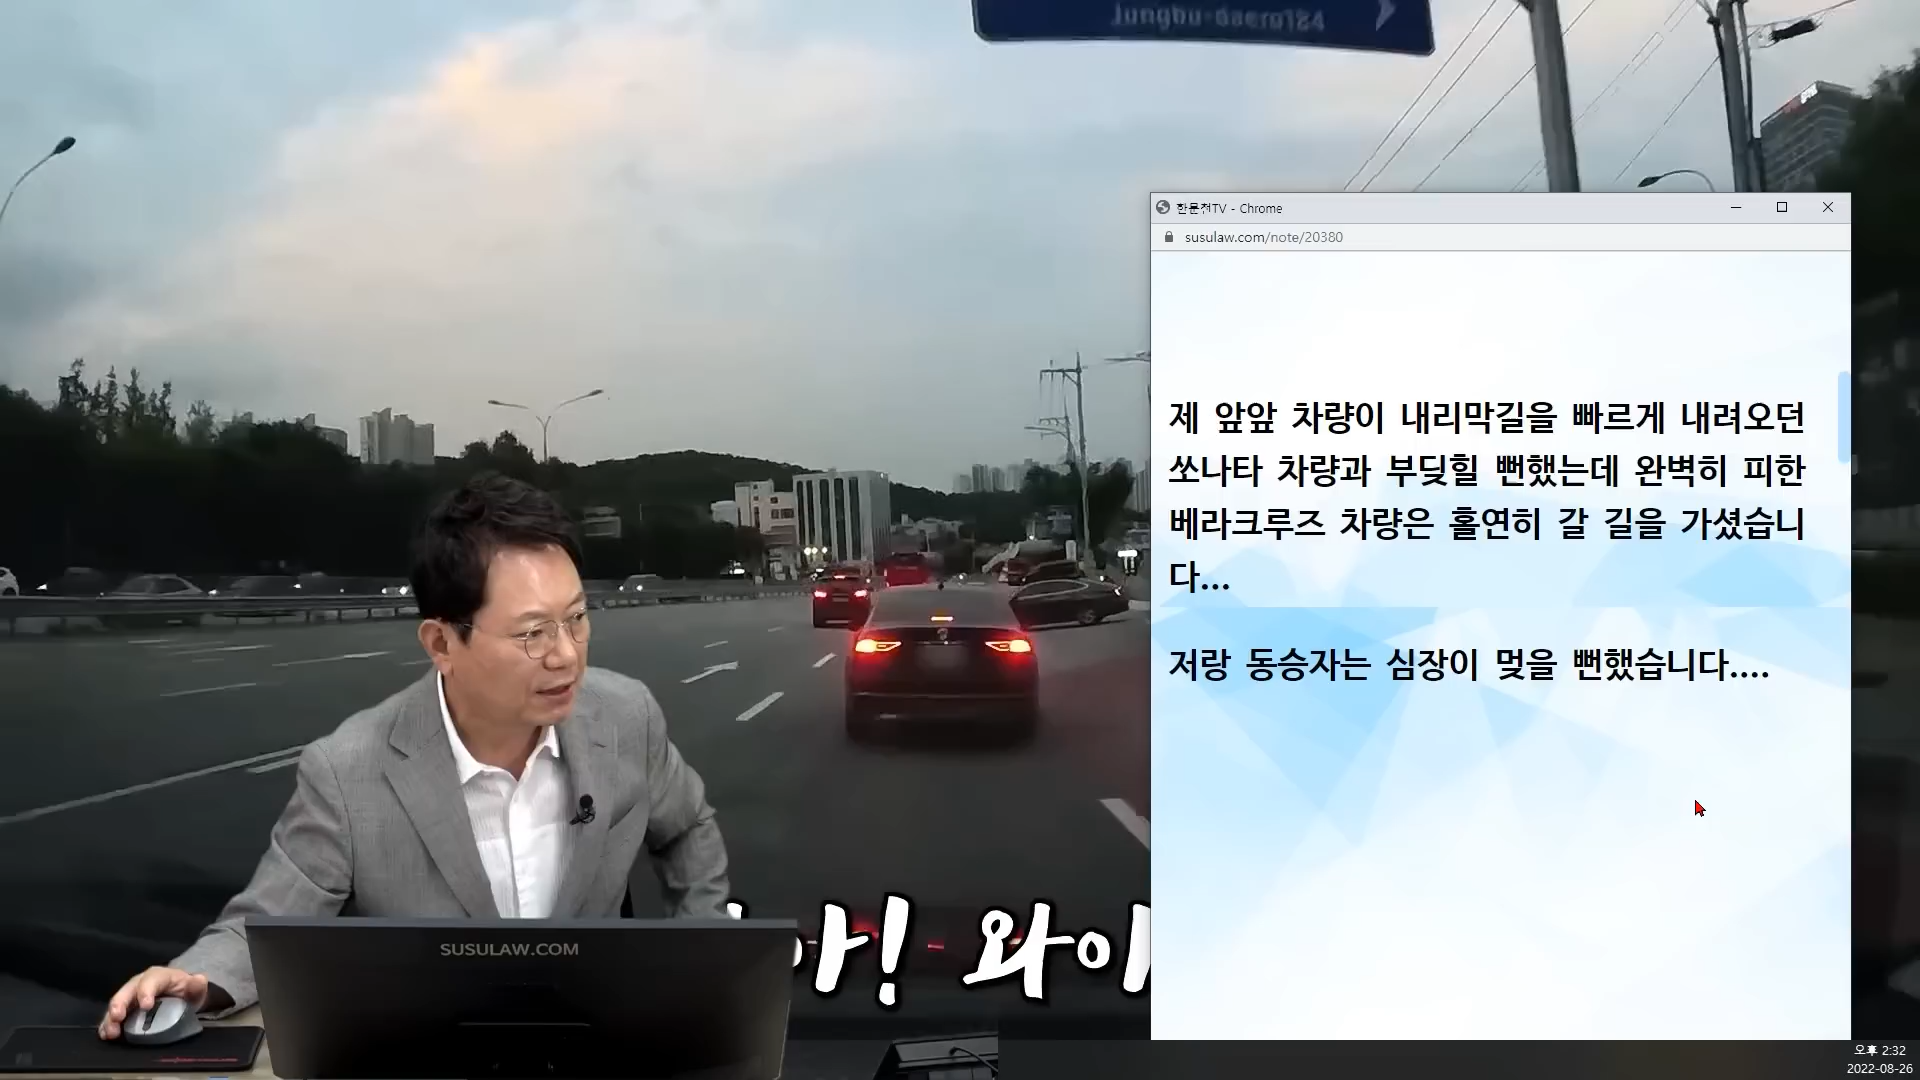 Jungbu-daero184
한문철TV - Chrome
susulaw.com/note/20380
제 앞앞 차량이 내리막길을 빠르게 내려오던
쏘나타 차량과 부딪힐 뻔했는데 완벽히 피한
베라크루즈 차량은 홀연히 갈 길을 가셨습니
다...
저랑 동승자는 심장이 멎을 뻔했습니다....
아! 와이
SUSULAW.COM
오후 2:32
2022-08-26